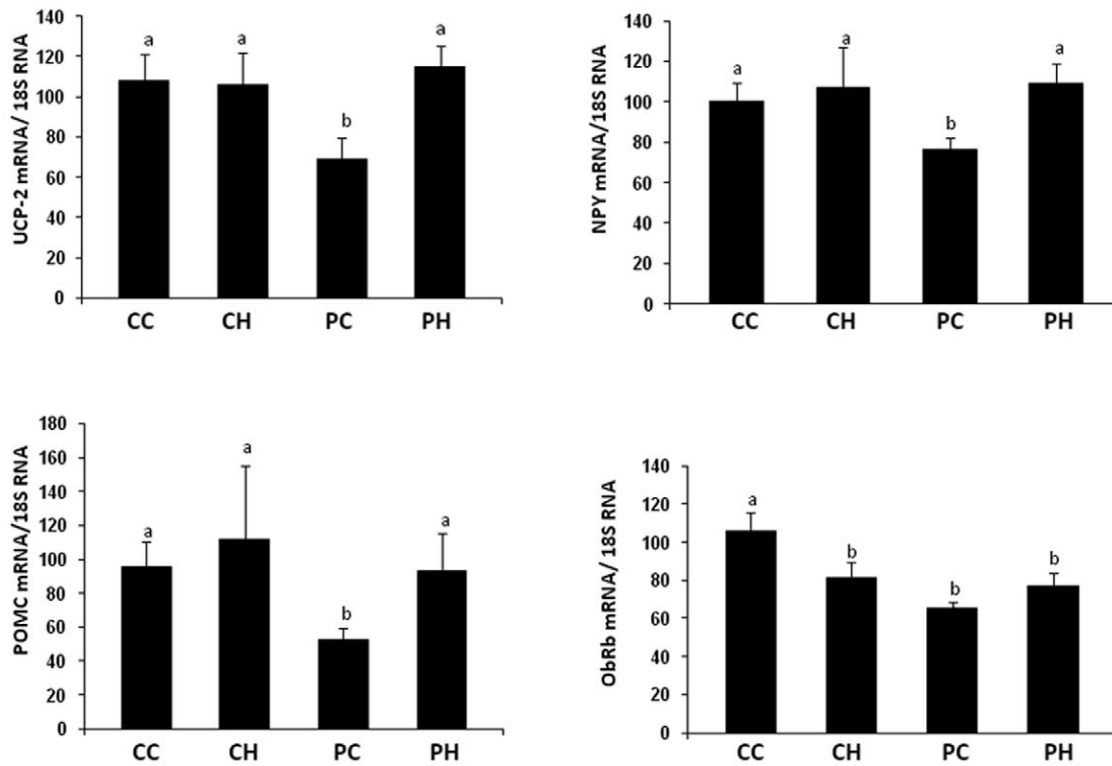 UCP-2 mRNA/ 18S RNA
140
120
100
80
60
40
20
0
a
a
b
a
CC CH PC PH
NPY mRNA/18S RNA
140
120
100
80
60
40
20
0
a
a
b
a
CC CH PC PH
POMC mRNA/18S RNA
180
160
140
120
100
80
60
40
20
0
a
a
b
a
CC CH PC PH
ObRb mRNA/ 18S RNA
140
120
100
80
60
40
20
0
a
b
b
b
CC CH PC PH